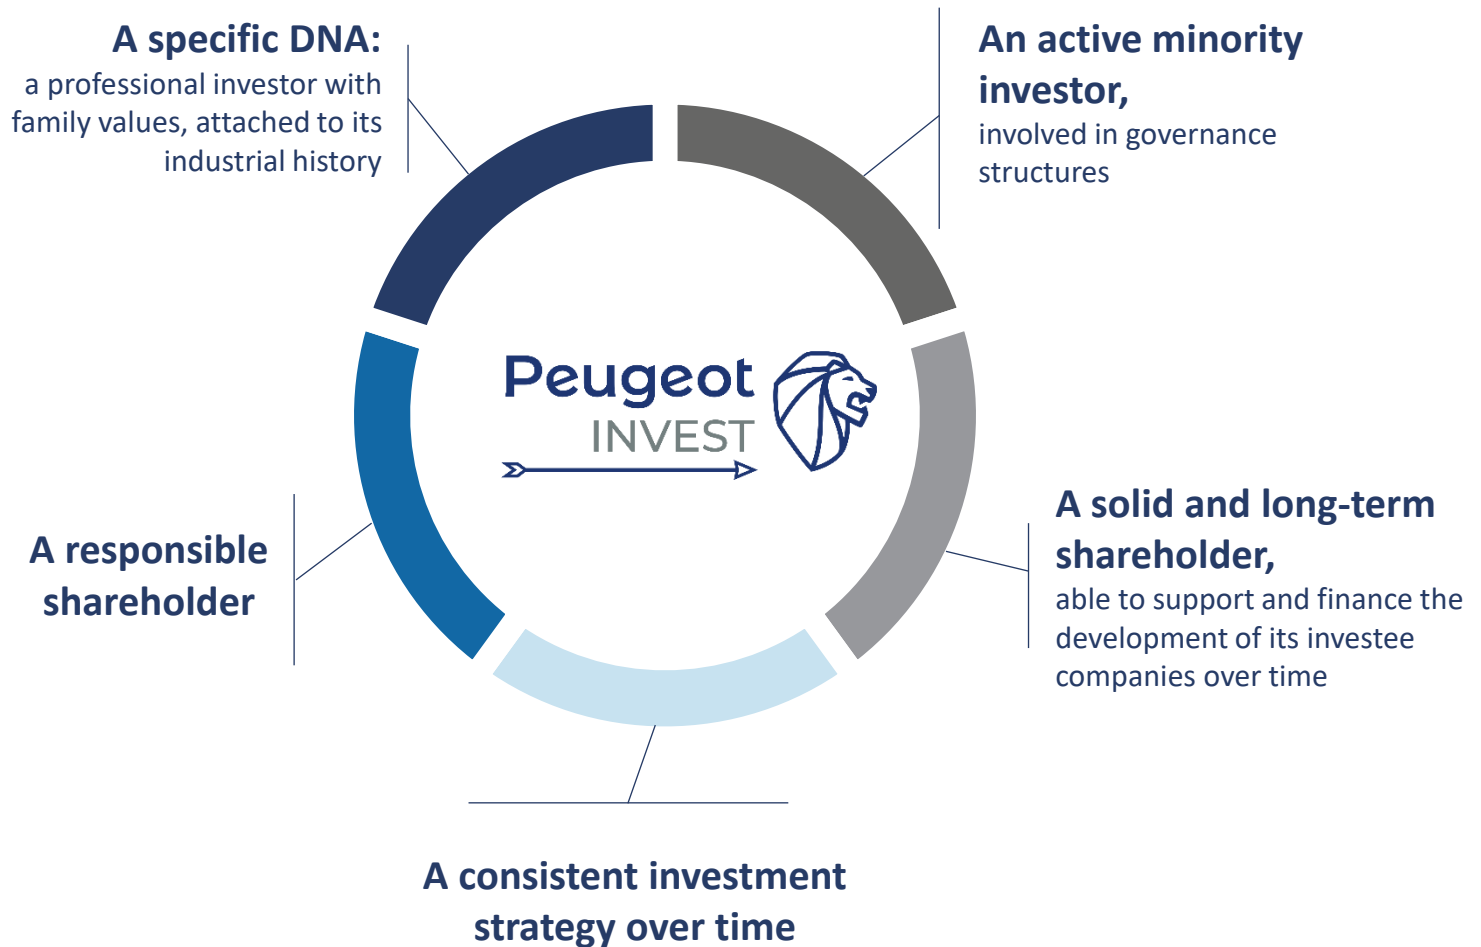 A specific DNA:
a professional investor with
family values, attached to its
industrial history
An active minority
investor,
involved in governance
structures
Peugeot
INVEST
A responsible
shareholder
A solid and long-term
shareholder,
able to support and finance the
development of its investee
companies over time
A consistent investment
strategy over time